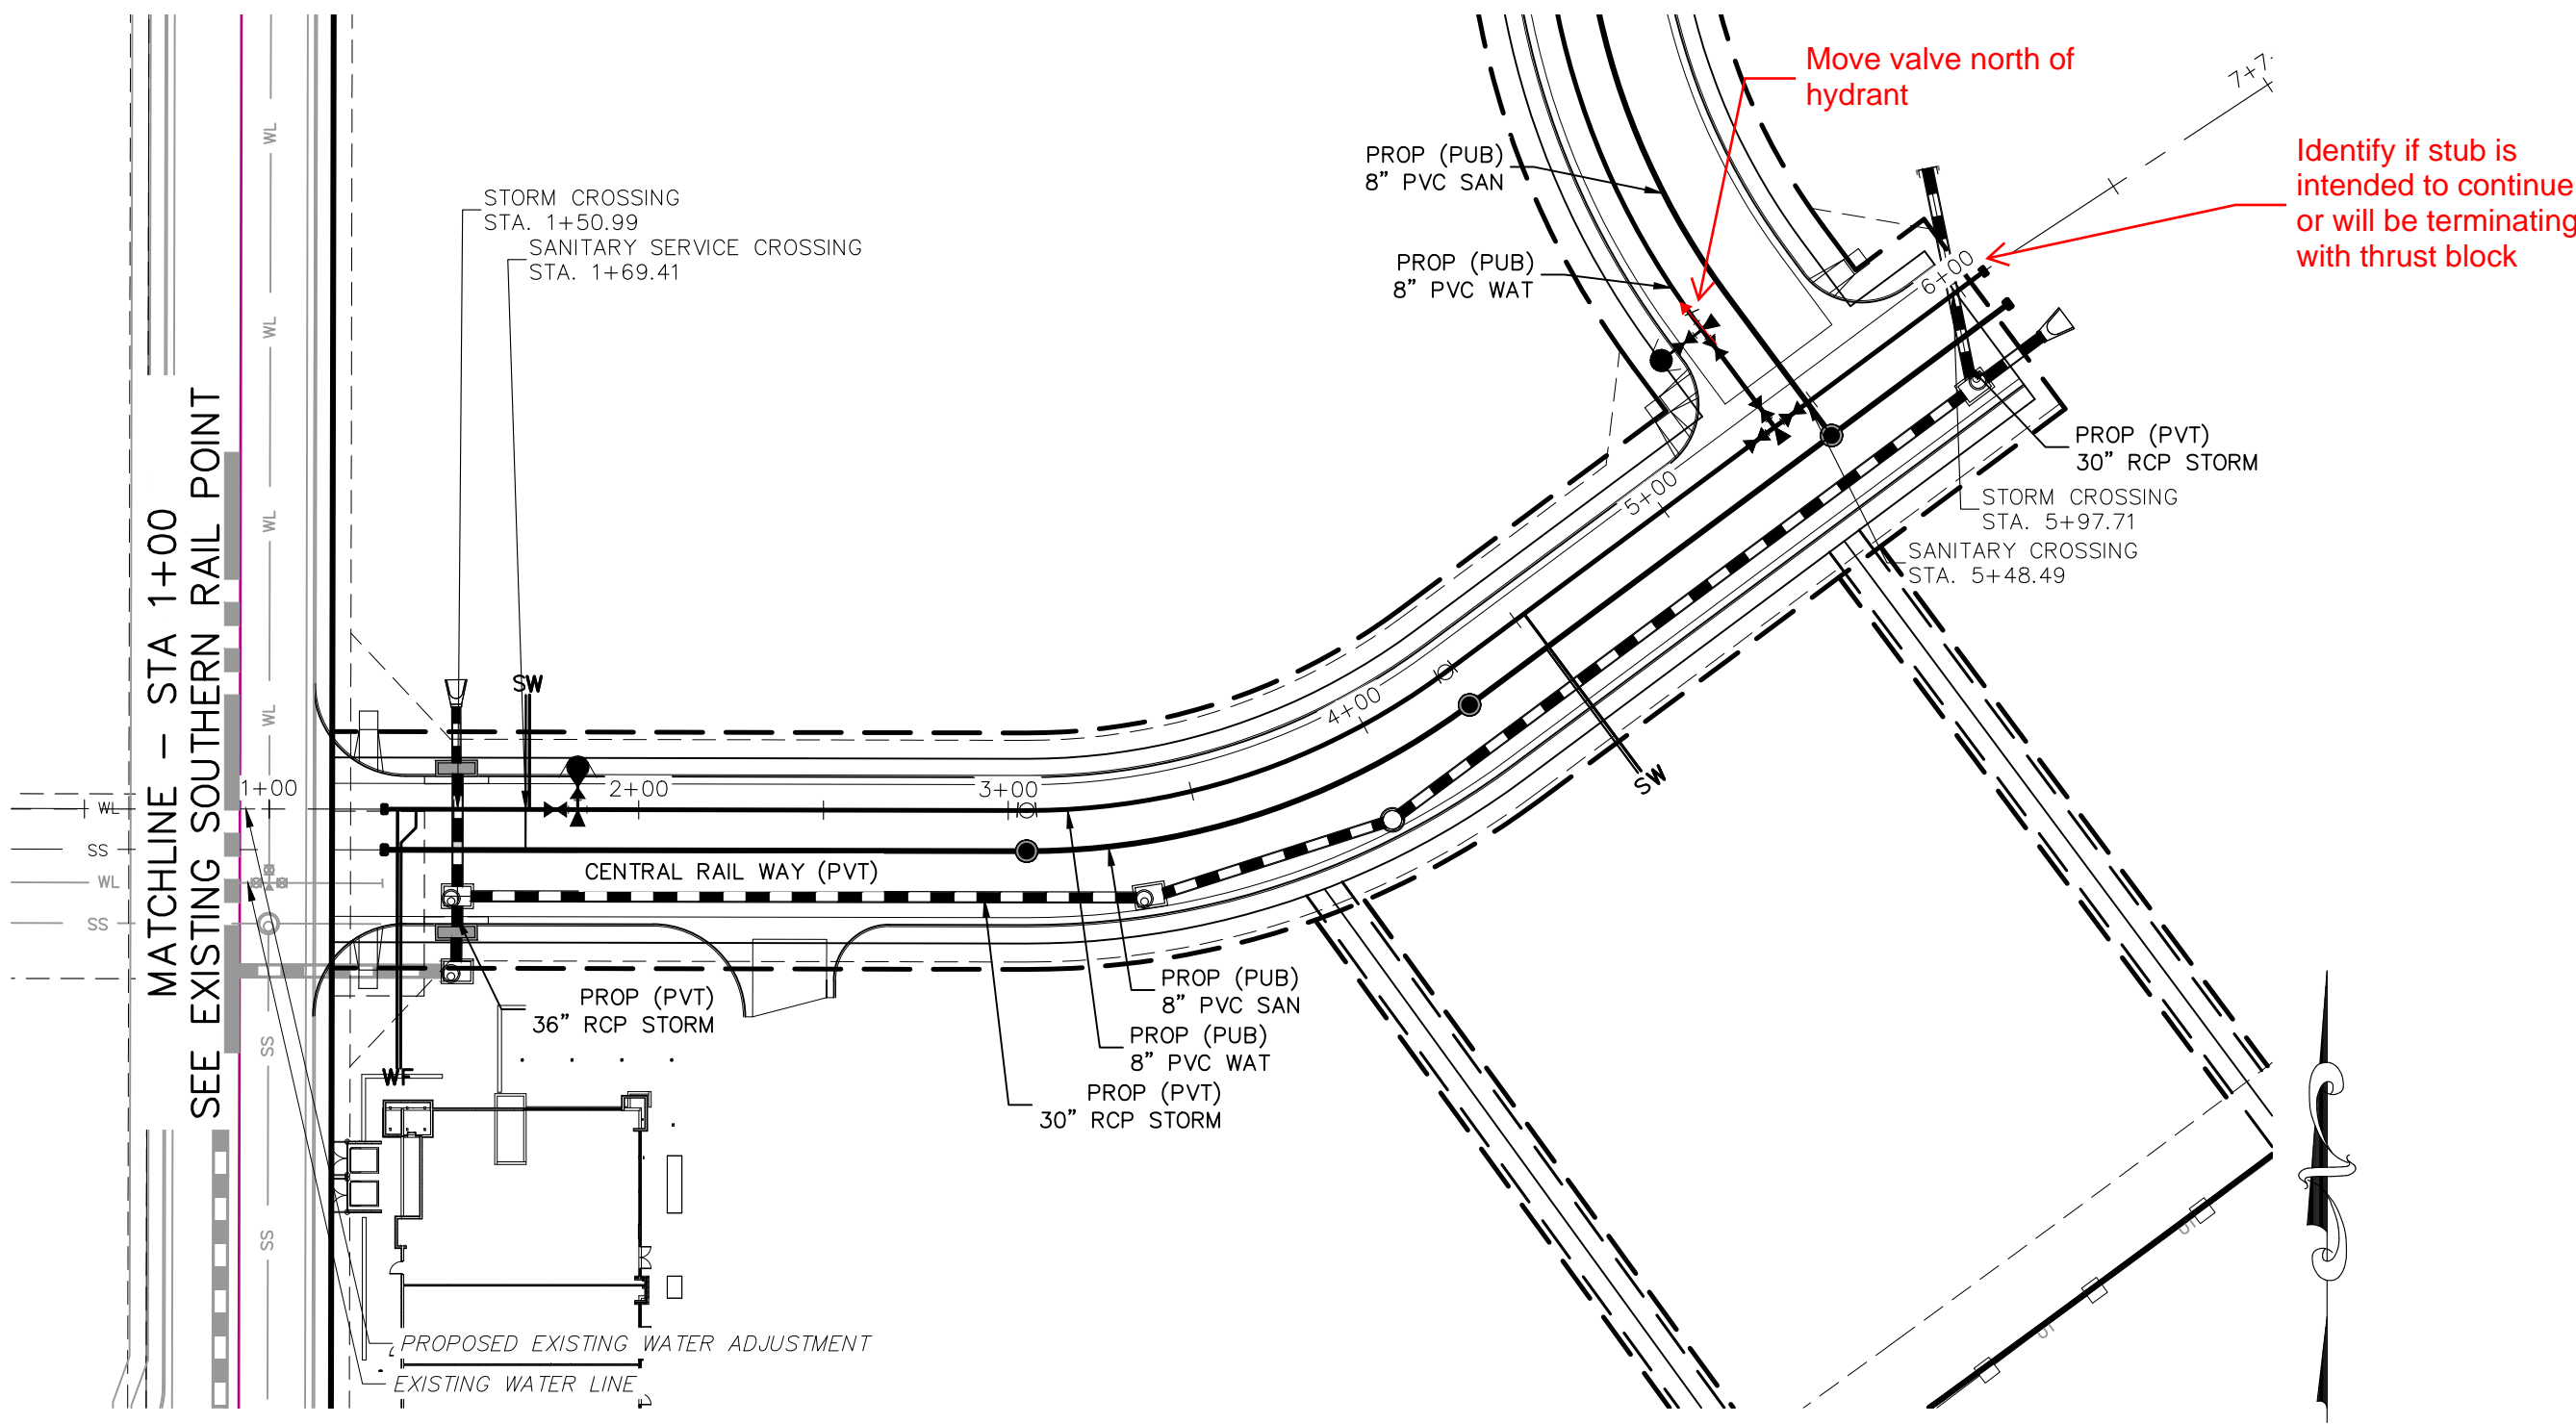 Move valve north of
hydrant
7+7
Identify if stub is
intended to continue
or will be terminating
with thrust block
PROP (PUB)
8" PVC SAN
PROP (PUB)
8" PVC WAT
STORM CROSSING
STA. 1+50.99
SANITARY SERVICE CROSSING
STA. 1+69.41
6+00
PROP (PVT)
30" RCP STORM
STORM CROSSING
STA. 5+97.71
SANITARY CROSSING
STA. 5+48.49
5+00
4+00
3+00
2+00
1+00
MATCHLINE – STA 1+00
SEE EXISTING SOUTHERN RAIL POINT
WL
WL
WL
WL
WL
SS
WL
SS
SS
SS
SW
SW
CENTRAL RAIL WAY (PVT)
PROP (PVT)
36" RCP STORM
PROP (PUB)
8" PVC SAN
PROP (PUB)
8" PVC WAT
PROP (PVT)
30" RCP STORM
WF
PROPOSED EXISTING WATER ADJUSTMENT
EXISTING WATER LINE